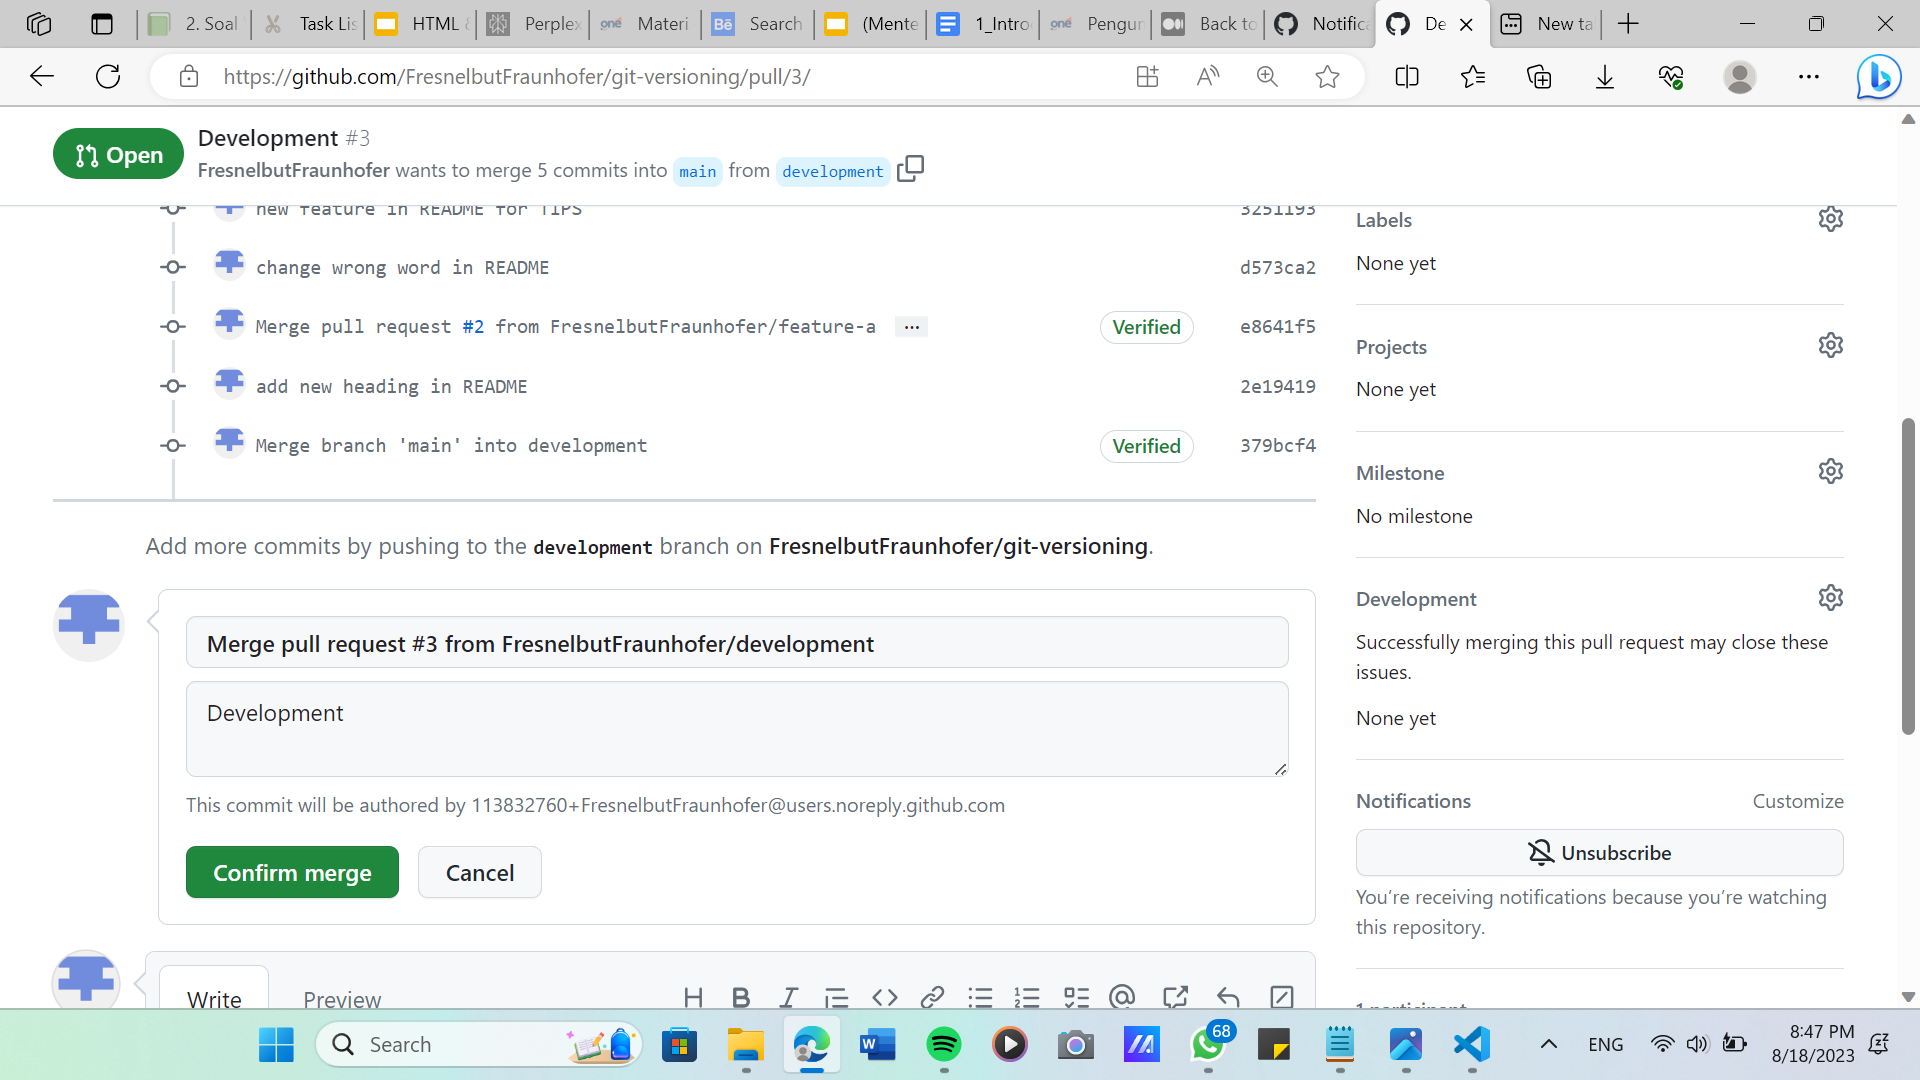 2. Soal
Task Lis
HTML &
Perplex
Materi
Search
(Mente
1_Intro
Pengun
Back to
Notifica
De
New ta
https://github.com/FresnelbutFraunhofer/git-versioning/pull/3/
Open
Development #3
FresnelbutFraunhofer wants to merge 5 commits into main from development
new feature in README for TIPS 3251193
change wrong word in README d573ca2
Merge pull request #2 from FresnelbutFraunhofer/feature-a ... Verified e8641f5
add new heading in README 2e19419
Merge branch 'main' into development Verified 379bcf4
Add more commits by pushing to the development branch on FresnelbutFraunhofer/git-versioning.
Merge pull request #3 from FresnelbutFraunhofer/development
Development
This commit will be authored by 113832760+FresnelbutFraunhofer@users.noreply.github.com
Confirm merge
Cancel
Write
Preview
Labels
None yet
Projects
None yet
Milestone
No milestone
Development
Successfully merging this pull request may close these
issues.
None yet
Notifications Customize
Unsubscribe
You're receiving notifications because you're watching
this repository.
1 participant
Search
68
ENG
8:47 PM
8/18/2023